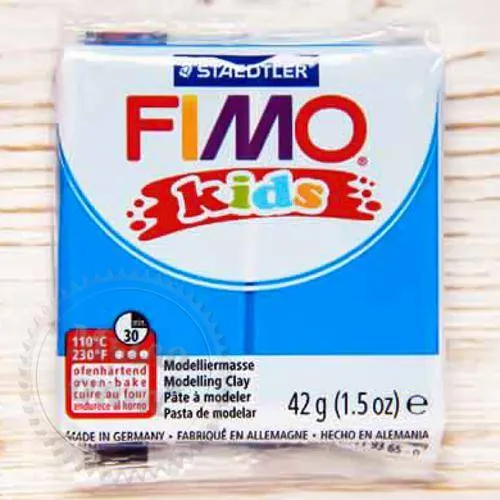 STAEDTLER
FIMO®
kids
30 min
110°C
230°F
ofenhärtend
oven-bake
cuire au four
endurece al horno
Modelliermasse
Modelling Clay
Pâte à modeler
Pasta de modelar
42 g (1.5 oz) ℮
MADE IN GERMANY • FABRIQUÉ EN ALLEMAGNE • HECHO EN ALEMANIA